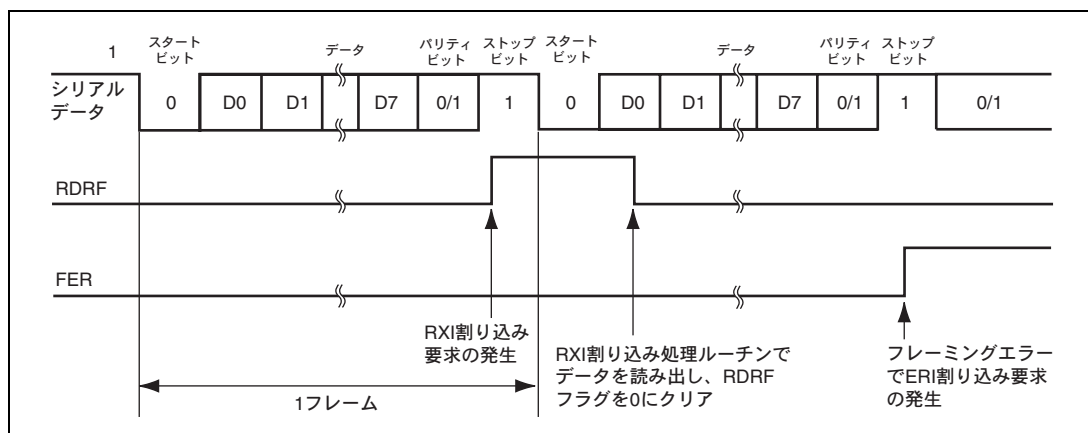 1
スタート
ビット
データ
パリティ
ビット
ストップ
ビット
スタート
ビット
データ
パリティ
ビット
ストップ
ビット
シリアル
データ
0
D0
D1
D7
0/1
1
0
D0
D1
D7
0/1
1
0/1
RDRF
FER
RXI割り込み
要求の発生
RXI割り込み処理ルーチンで
データを読み出し、RDRF
フラグを0にクリア
フレーミングエラー
でERI割り込み要求
の発生
1フレーム